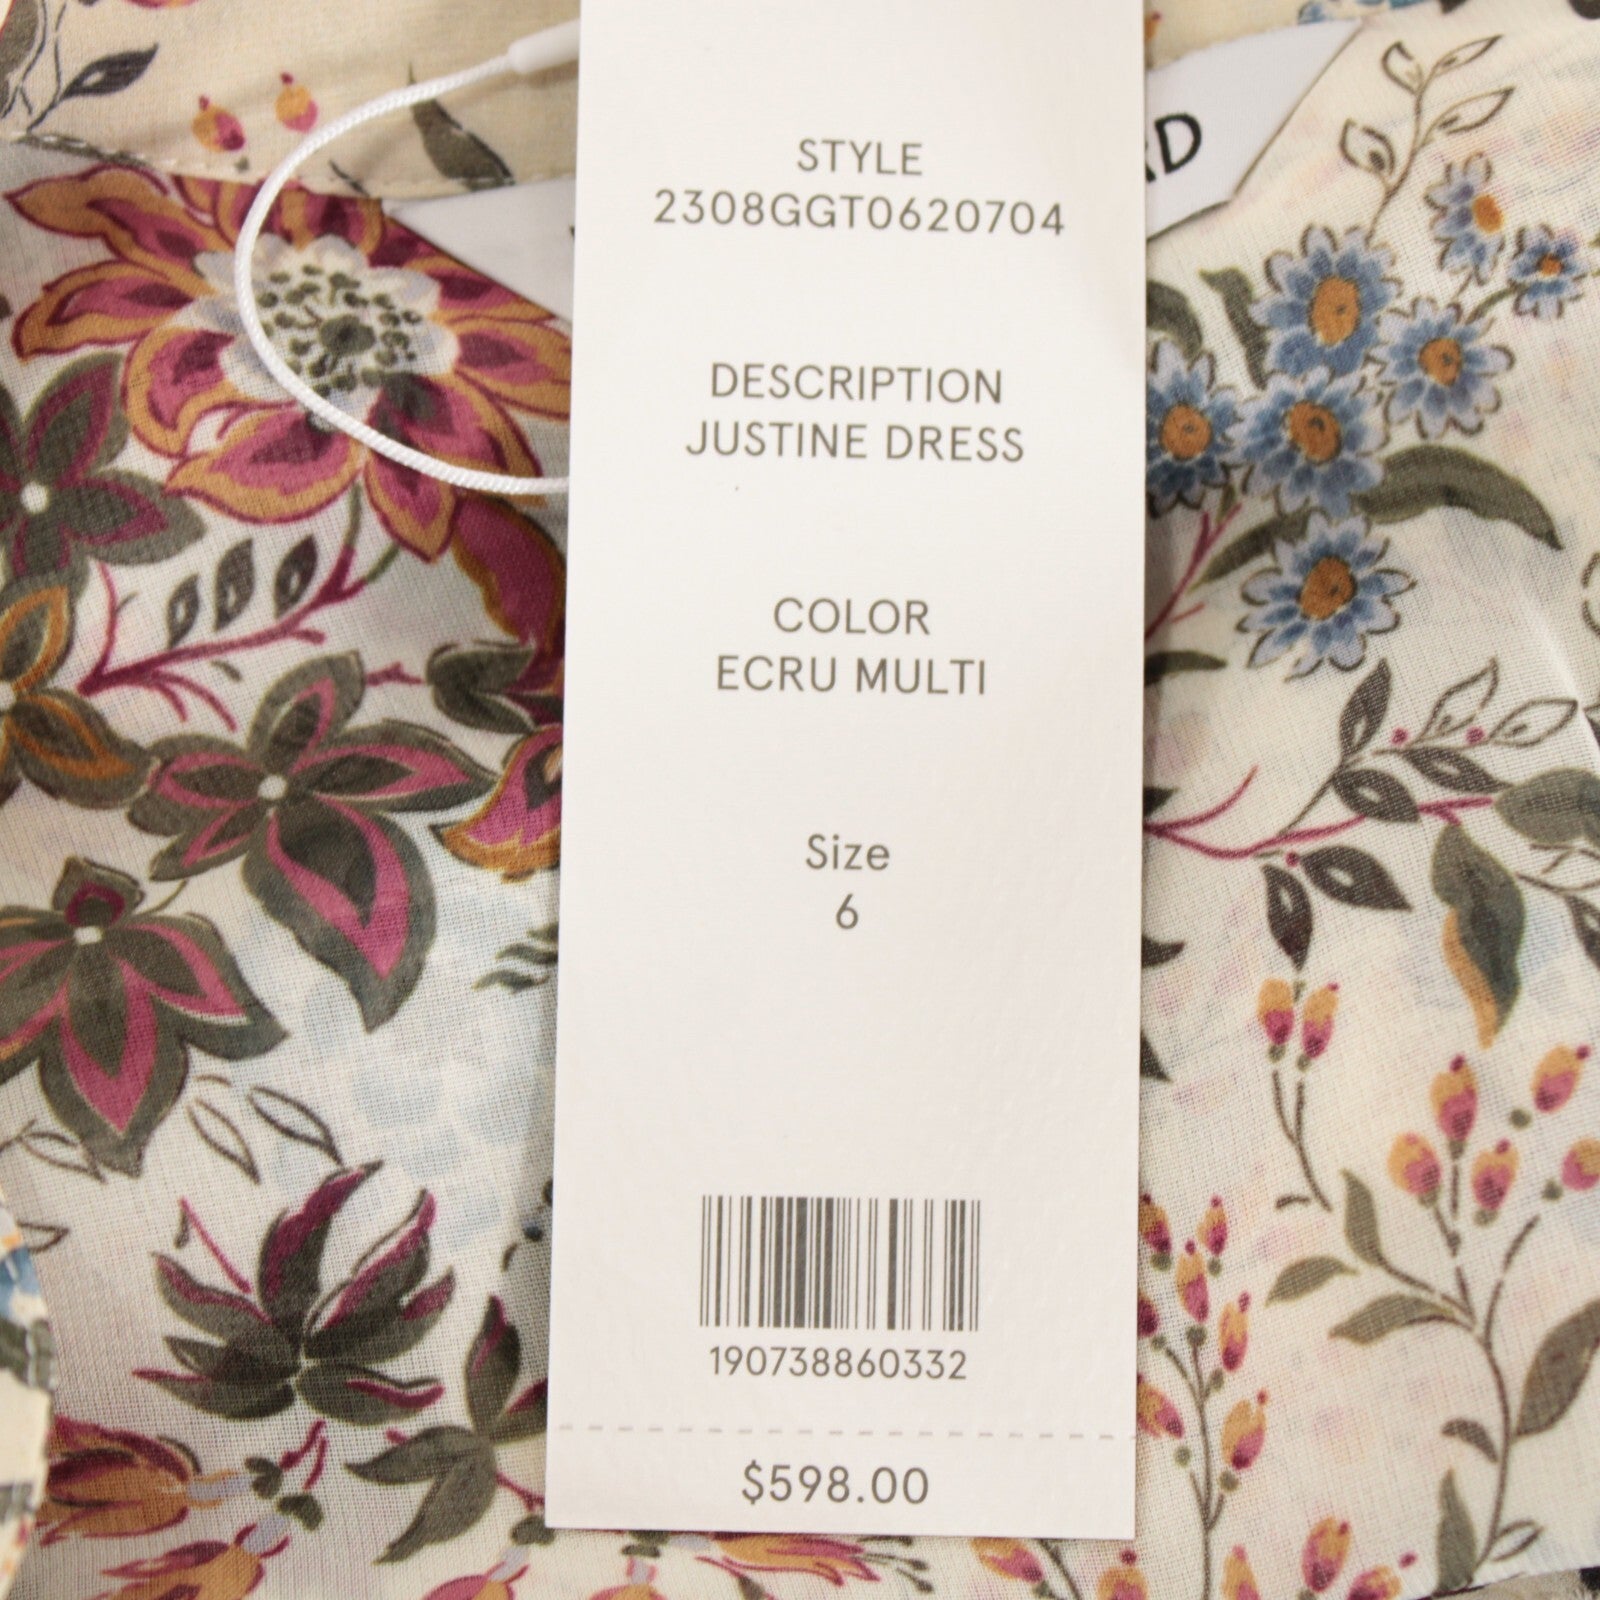 STYLE
2308GGT0620704
DESCRIPTION
JUSTINE DRESS
COLOR
ECRU MULTI
Size
6
190738860332
$598.00